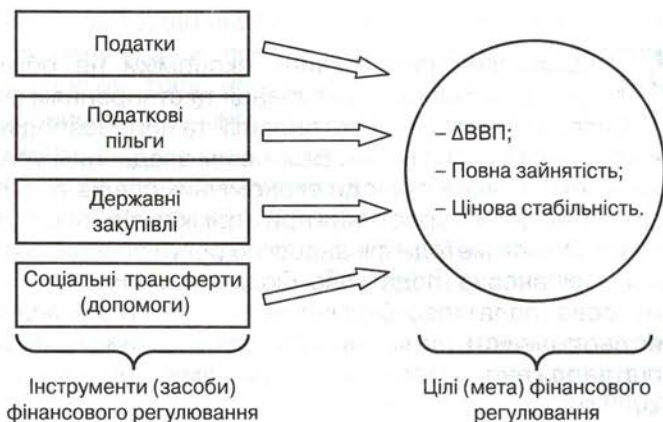 Податки
Податкові
пільги
Державні
закупівлі
Соціальні трансферти
(допомоги)
– ΔВВП;
– Повна зайнятість;
– Цінова стабільність.
Інструменти (засоби)
фінансового регулювання
Цілі (мета) фінансового
регулювання